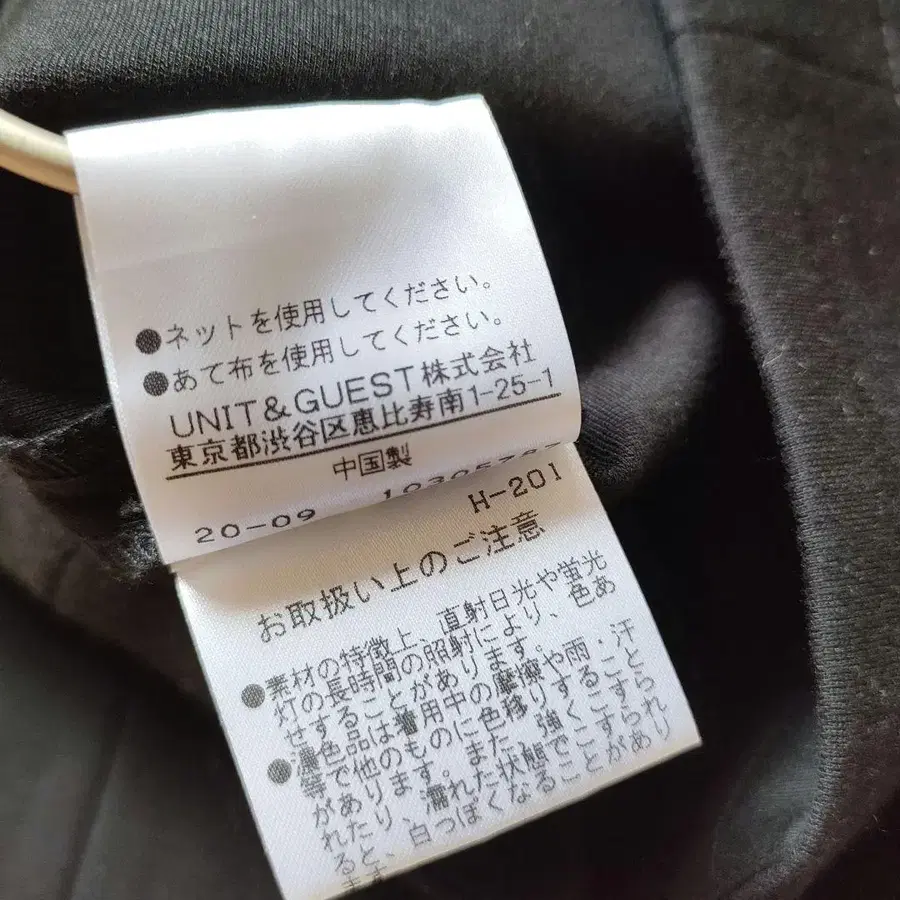 ●ネットを使用してください。
●あて布を使用してください。
UNIT&GUEST株式会社
東京都渋谷区恵比寿南1-25-1
中国製
20-09
H-201
お取扱い上のご注意
●素材の特徴上、直射日光や蛍光
灯の長時間の照射により、色あ
せすることがあります。
●濃色品は着用中の摩擦や雨・汗
等で他のものに色移りすること
があります。また、強くこすら
れたり、濡れた状態でこすられ
ると、白っぽくなることがあり